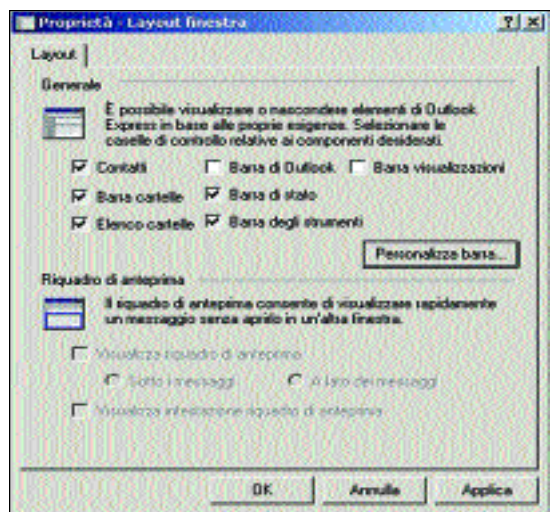 Proprietà - Layout finestra
Layout
Generale
È possibile visualizzare o nascondere elementi di Outlook
Express in base alle proprie esigenze. Selezionare le
caselle di controllo relative ai componenti desiderati.
Contatti Barra di Outlook Barra visualizzazioni
Barra cartelle Barra di stato
Elenco cartelle Barra degli strumenti
Personalizza barra...
Riquadro di anteprima
Il riquadro di anteprima consente di visualizzare rapidamente
un messaggio senza aprirlo in un'altra finestra.
Visualizza riquadro di anteprima
Sotto i messaggi A lato dei messaggi
Visualizza intestazione riquadro di anteprima
OK Annulla Applica